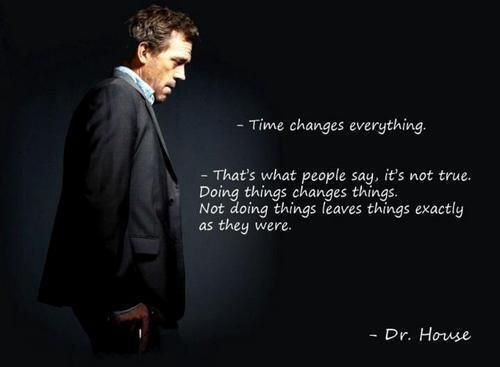 - Time changes everything.
- That's what people say, it's not true.
Doing things changes things.
Not doing things leaves things exactly
as they were.
- Dr. House